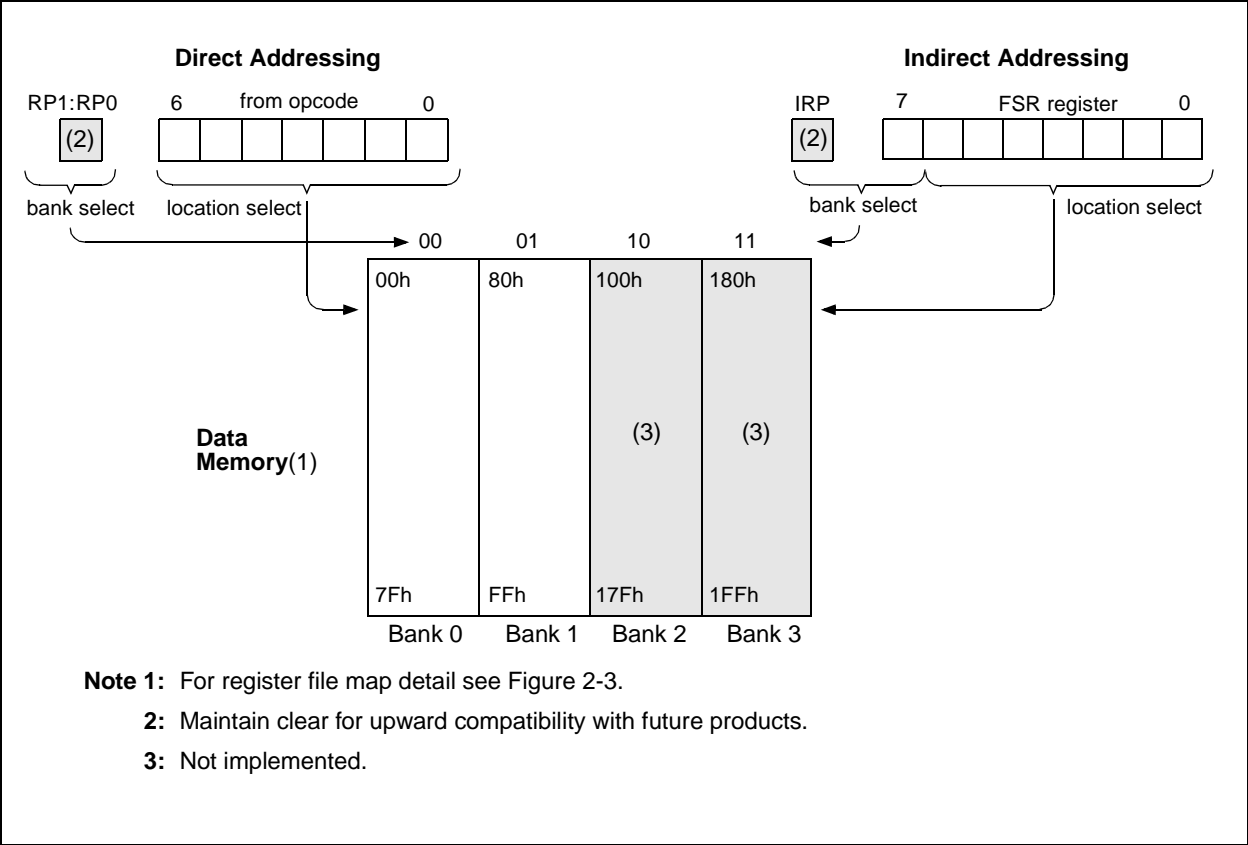 Direct Addressing
Indirect Addressing
RP1:RP0
6 from opcode 0
IRP
7 FSR register 0
(2)
(2)
bank select
location select
bank select
location select
00 01 10 11
00h 80h 100h 180h
Data
Memory(1)
(3) (3)
7Fh FFh 17Fh 1FFh
Bank 0 Bank 1 Bank 2 Bank 3
Note 1: For register file map detail see Figure 2-3.
2: Maintain clear for upward compatibility with future products.
3: Not implemented.